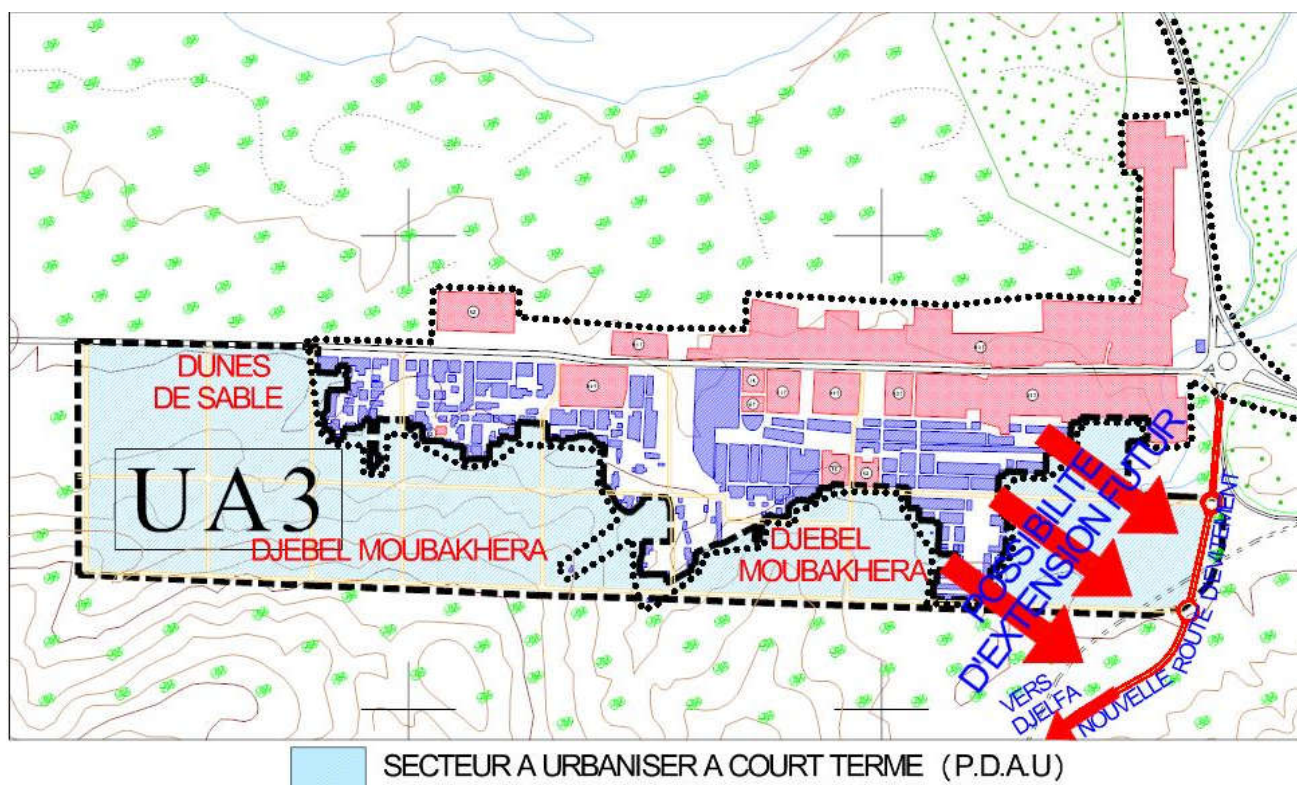 DUNES
DE SABLE
UA3
DJEBEL MOUBAKHERA
DJEBEL
MOUBAKHERA
POSSIBILITE
D'EXTENSION FUTUR
VERS
DJELFA
NOUVELLE ROUTE D'EVITEMENT
SECTEUR A URBANISER A COURT TERME (P.D.A.U)